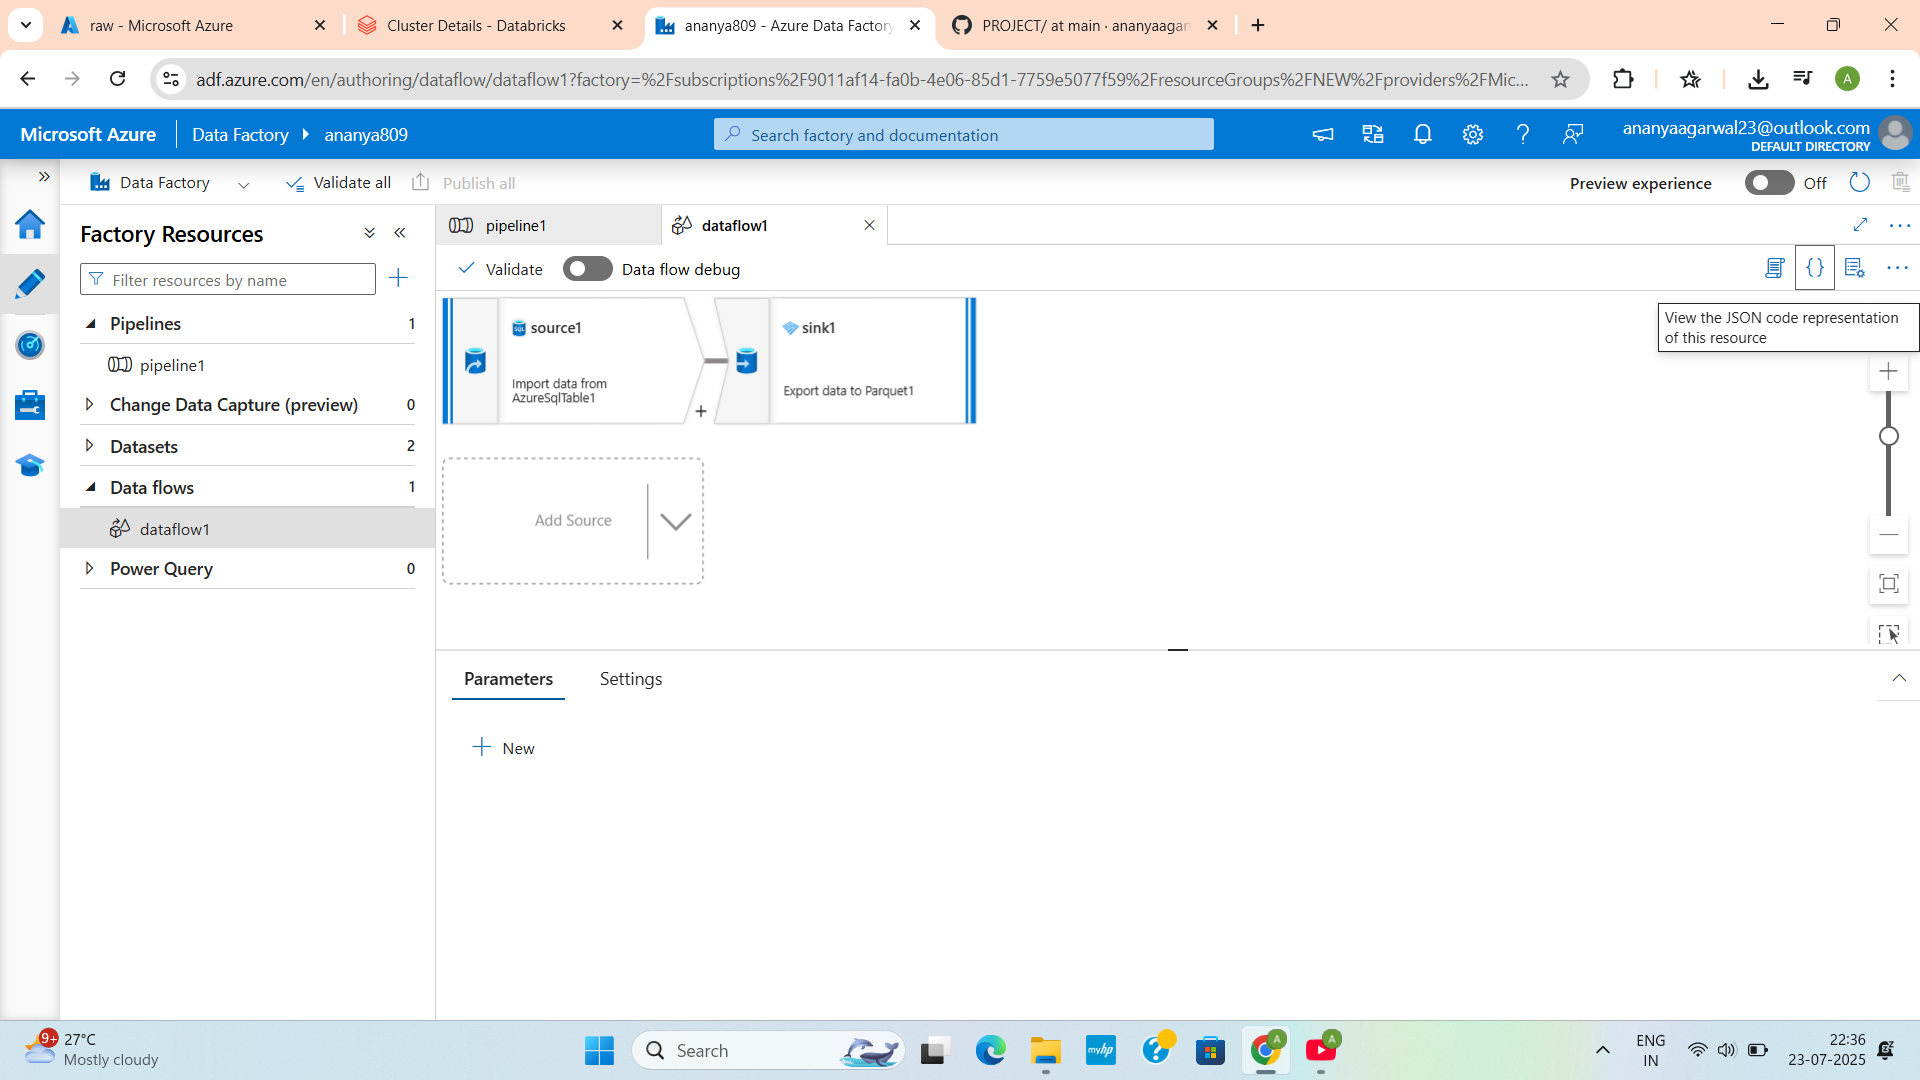 raw - Microsoft Azure
Cluster Details - Databricks
ananya809 - Azure Data Factory
PROJECT/ at main · ananyaagar
adf.azure.com/en/authoring/dataflow/dataflow1?factory=%2Fsubscriptions%2F9011af14-fa0b-4e06-85d1-7759e5077f59%2FresourceGroups%2FNEW%2Fproviders%2FMic...
A
Microsoft Azure
Data Factory
ananya809
Search factory and documentation
ananyaagarwal23@outlook.com
DEFAULT DIRECTORY
Data Factory
Validate all
Publish all
Preview experience
Off
Factory Resources
Filter resources by name
Pipelines 1
pipeline1
Change Data Capture (preview) 0
Datasets 2
Data flows 1
dataflow1
Power Query 0
pipeline1
dataflow1
Validate
Data flow debug
View the JSON code representation
of this resource
SQL
source1
Import data from
AzureSqlTable1
sink1
Export data to Parquet1
Add Source
Parameters
Settings
New
9+
27°C
Mostly cloudy
Search
myhp
A
A
ENG
IN
22:36
23-07-2025